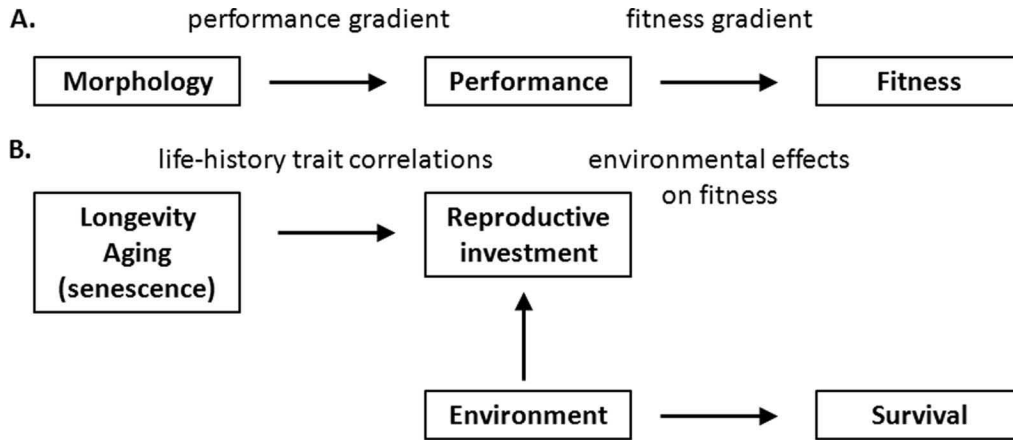 A. performance gradient fitness gradient
Morphology Performance Fitness
B. life-history trait correlations environmental effects
on fitness
Longevity
Aging
(senescence)
Reproductive
investment
Environment Survival